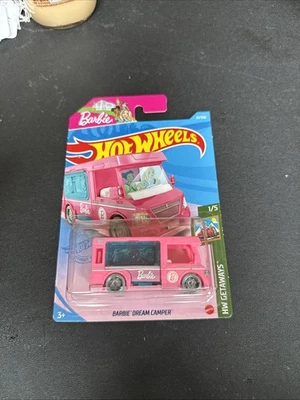 Barbie
HOT WHEELS
1/5
HW GETAWAYS
Barbie
3+
BARBIE DREAM CAMPER